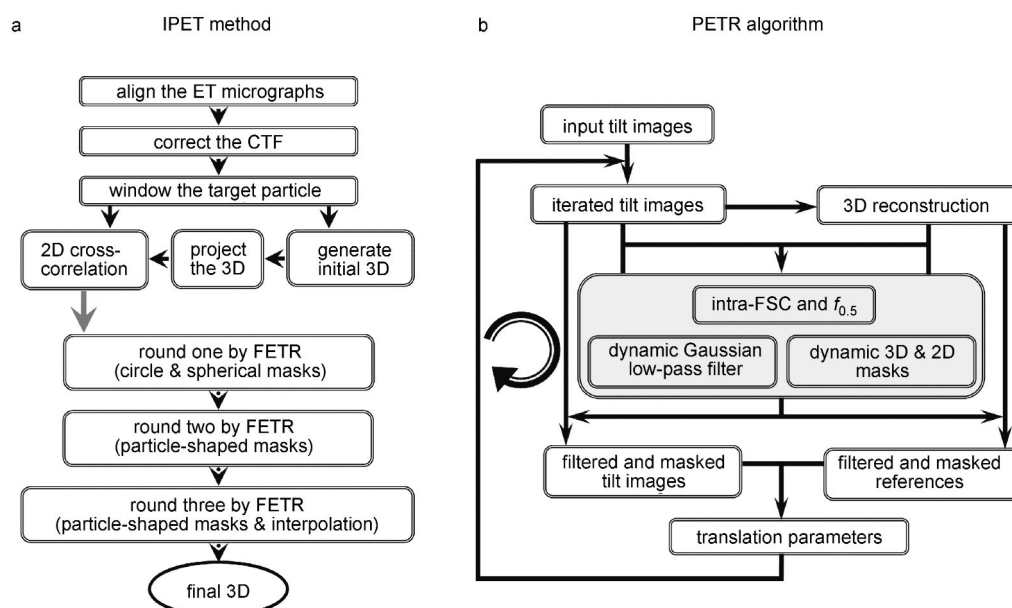 a
IPET method
align the ET micrographs
correct the CTF
window the target particle
2D cross-
correlation
project
the 3D
generate
initial 3D
round one by FETR
(circle & spherical masks)
round two by FETR
(particle-shaped masks)
round three by FETR
(particle-shaped masks & interpolation)
final 3D
b
PETR algorithm
input tilt images
iterated tilt images
3D reconstruction
intra-FSC and f0.5
dynamic Gaussian
low-pass filter
dynamic 3D & 2D
masks
filtered and masked
tilt images
filtered and masked
references
translation parameters